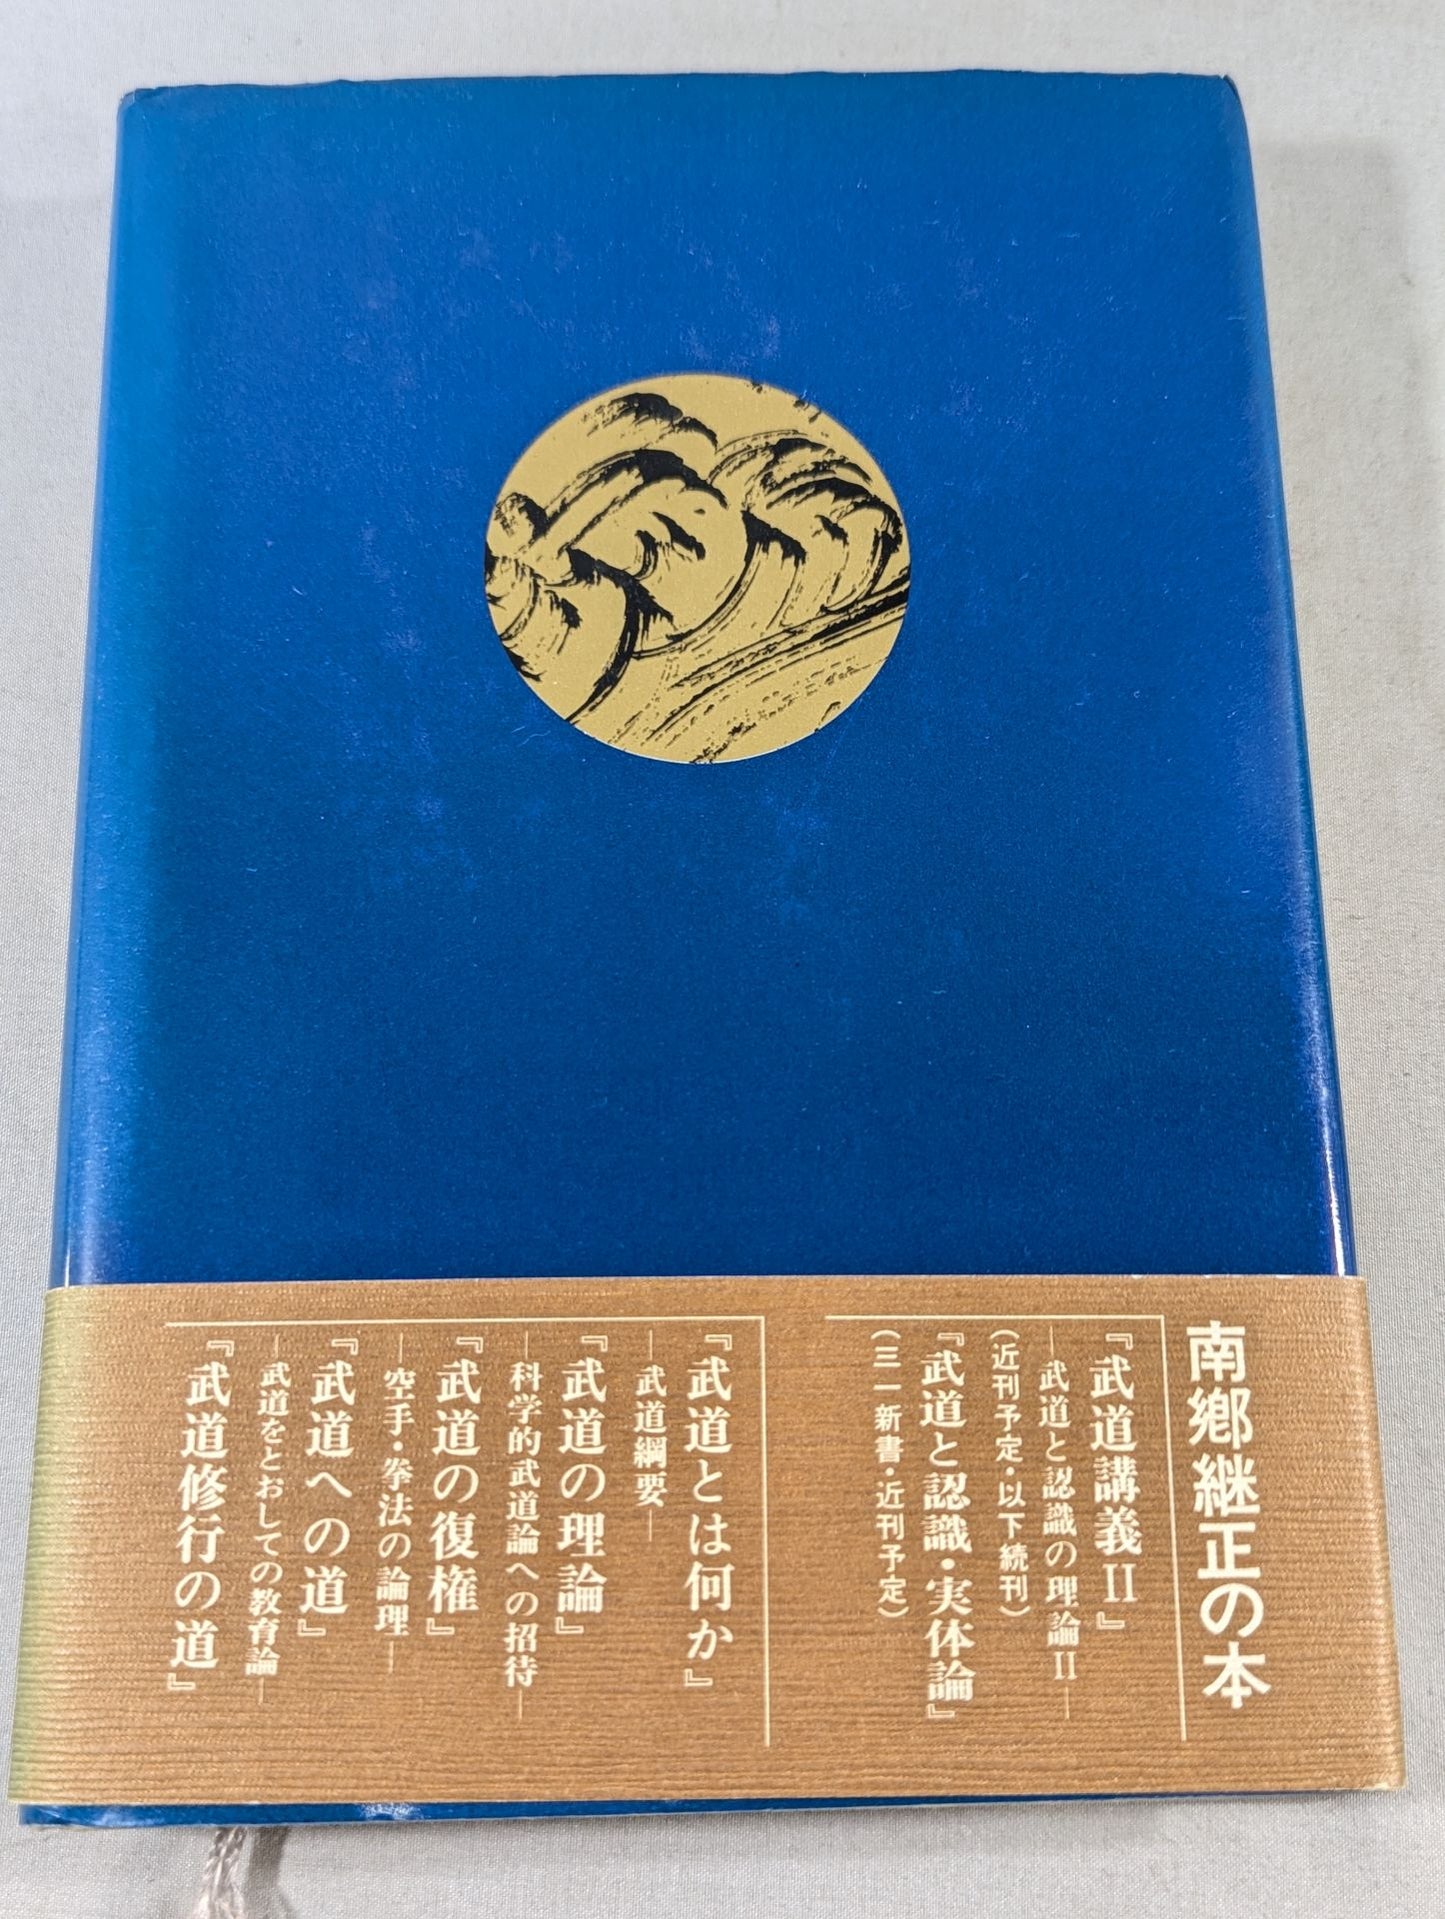 南郷継正の本
『武道講義II』
―武道と認識の理論II―
(近刊予定・以下続刊)
『武道と認識・実体論』
(三一新書・近刊予定)
『武道とは何か』
―武道綱要―
『武道の理論』
―科学的武道論への招待―
『武道の復権』
―空手・拳法の論理―
『武道への道』
―武道をとおしての教育論―
『武道修行の道』